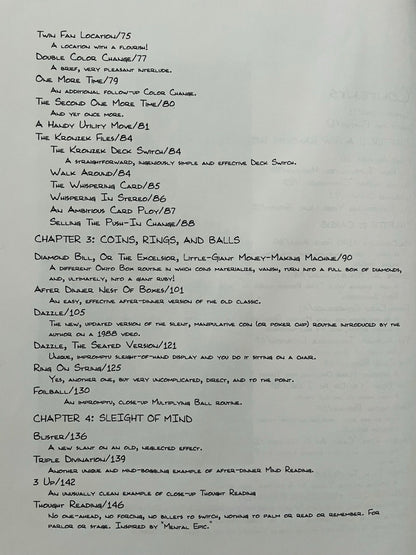 Twin Fan Location/75
A location with a flourish!
Double Color Change/77
A brief, very pleasant interlude.
One More Time/79
An additional follow-up Color Change.
The Second One More Time/80
And yet once more.
A Handy Utility Move/81
The Kronzek Files/84
The Kronzek Deck Switch/84
A straightforward, ingeniously simple and effective Deck Switch.
Walk Around/84
The Whispering Card/85
Whispering In Stereo/86
An Ambitious Card Ploy/87
Selling The Push-In Change/88
CHAPTER 3: COINS, RINGS, AND BALLS
Diamond Bill, Or The Excelsior, Little-Giant Money-Making Machine/90
A different Okito Box routine in which coins materialize, vanish, turn into a full box of diamonds,
and, ultimately, into a giant ruby!
After Dinner Nest Of Boxes/101
An easy, effective after-dinner version of the old classic.
Dazzle/105
The new, updated version of the silent, manipulative coin (or poker chip) routine introduced by the
author on a 1988 video.
Dazzle, The Seated Version/121
Unique, impromptu sleight-of-hand display and you do it sitting on a chair.
Ring On String/125
Yes, another one, but very uncomplicated, direct, and to the point.
Foilball/130
An impromptu, close-up Multiplying Ball routine.
CHAPTER 4: SLEIGHT OF MIND
Blister/136
A new slant on an old, neglected effect.
Triple Divination/139
Another unique and mind-boggling example of after-dinner Mind Reading.
3 Up/142
An unusually clean example of close-up Thought Reading
Thought Reading/146
No one-ahead, no forcing, no billets to switch, nothing to palm or read or remember. For
parlor or stage. Inspired by "Mental Epic."